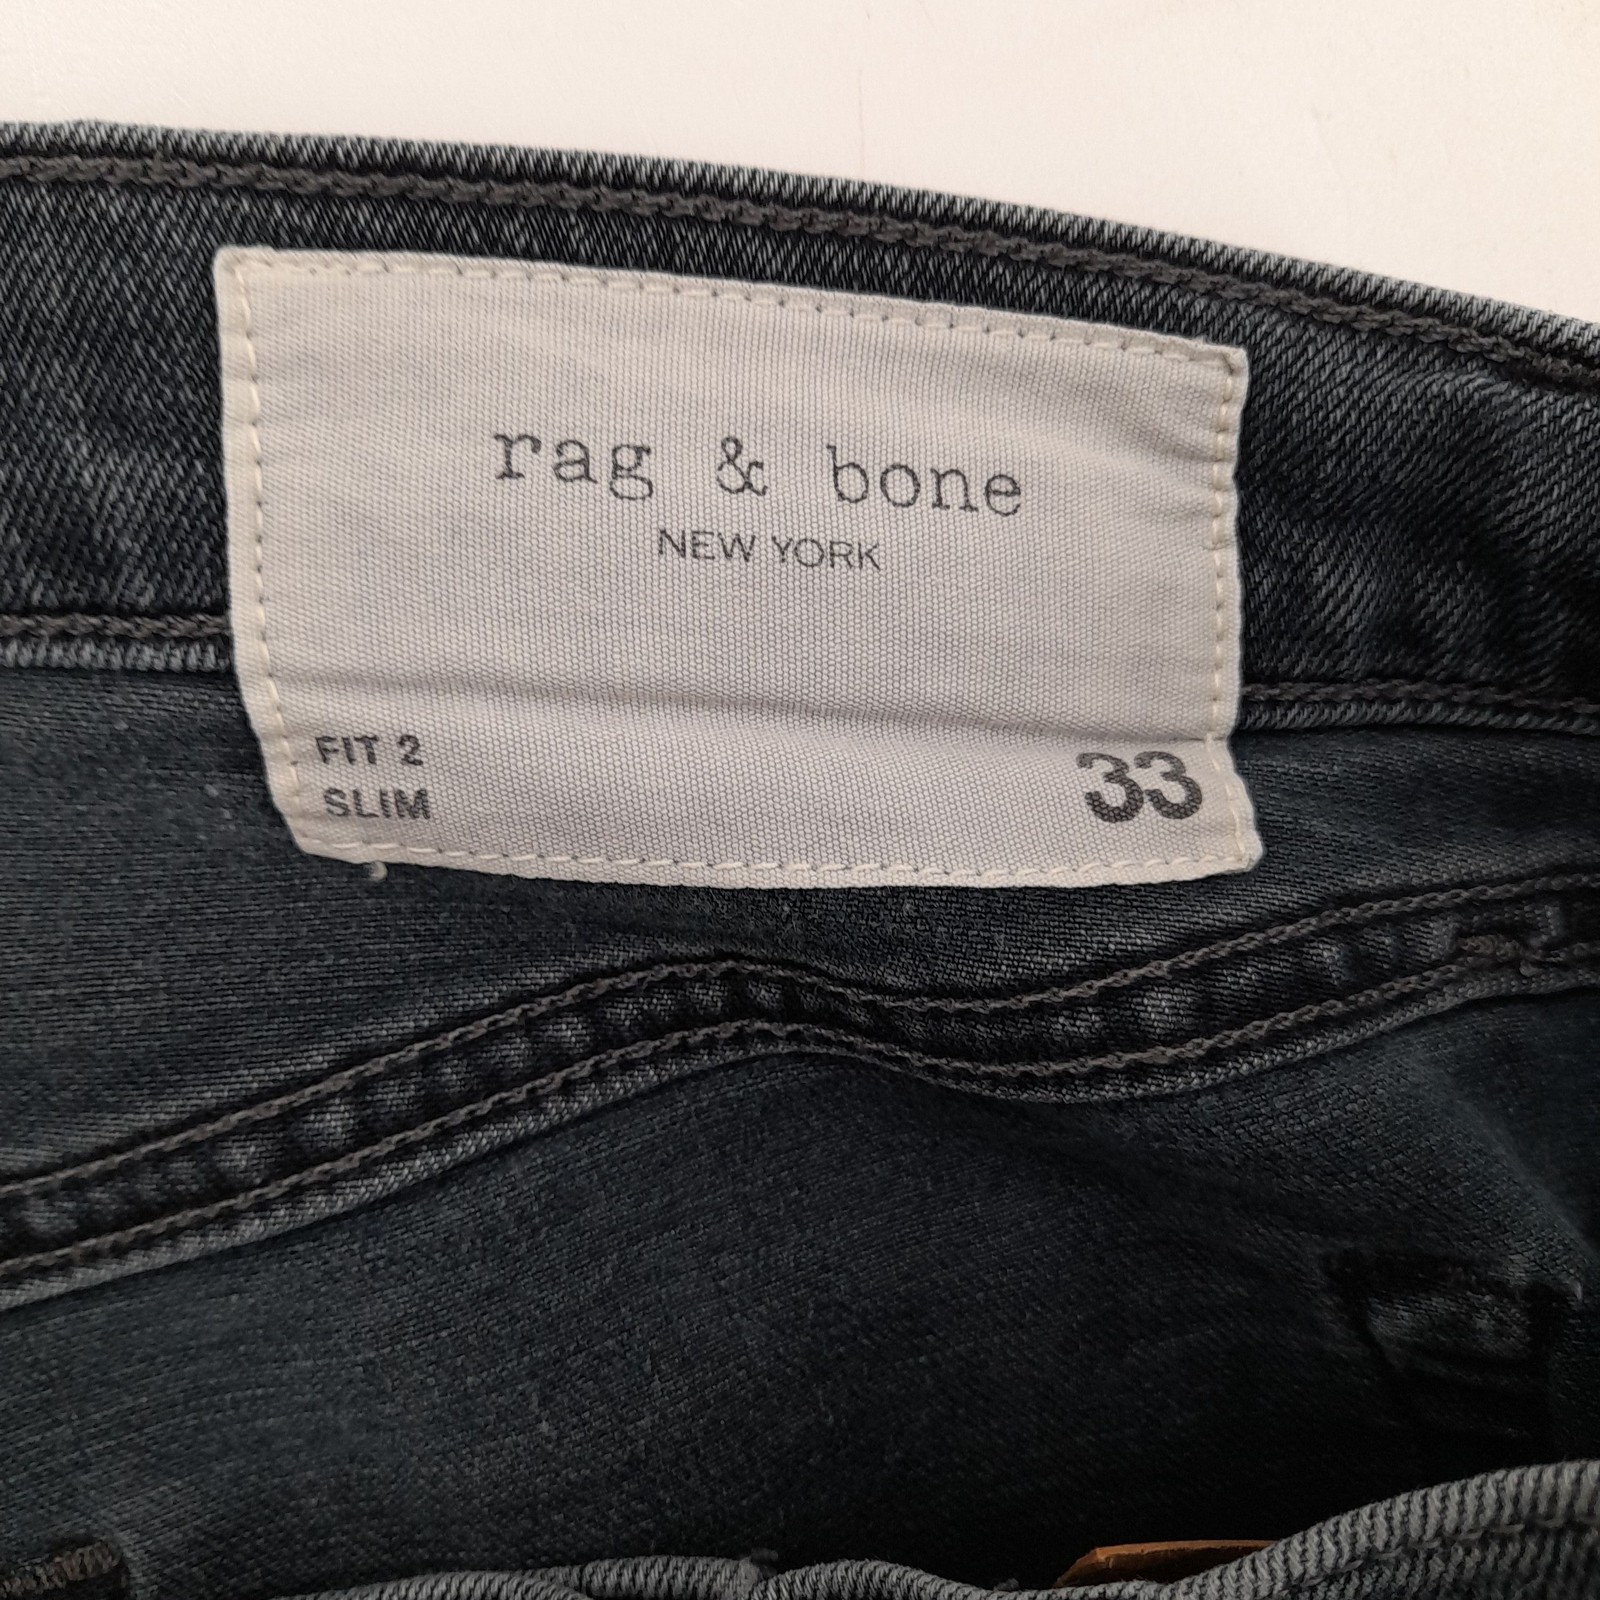 rag & bone
NEW YORK
FIT 2
SLIM
33